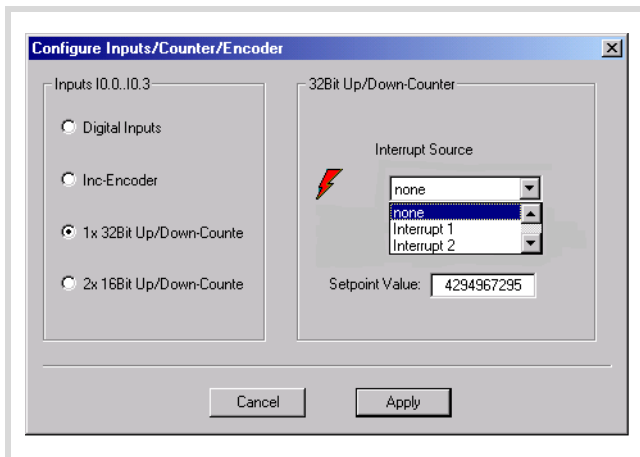 Configure Inputs/Counter/Encoder
Inputs I0.0..I0.3
Digital Inputs
Inc-Encoder
1x 32Bit Up/Down-Counte
2x 16Bit Up/Down-Counte
32Bit Up/Down-Counter
Interrupt Source
none
none
Interrupt 1
Interrupt 2
Setpoint Value: 4294967295
Cancel
Apply